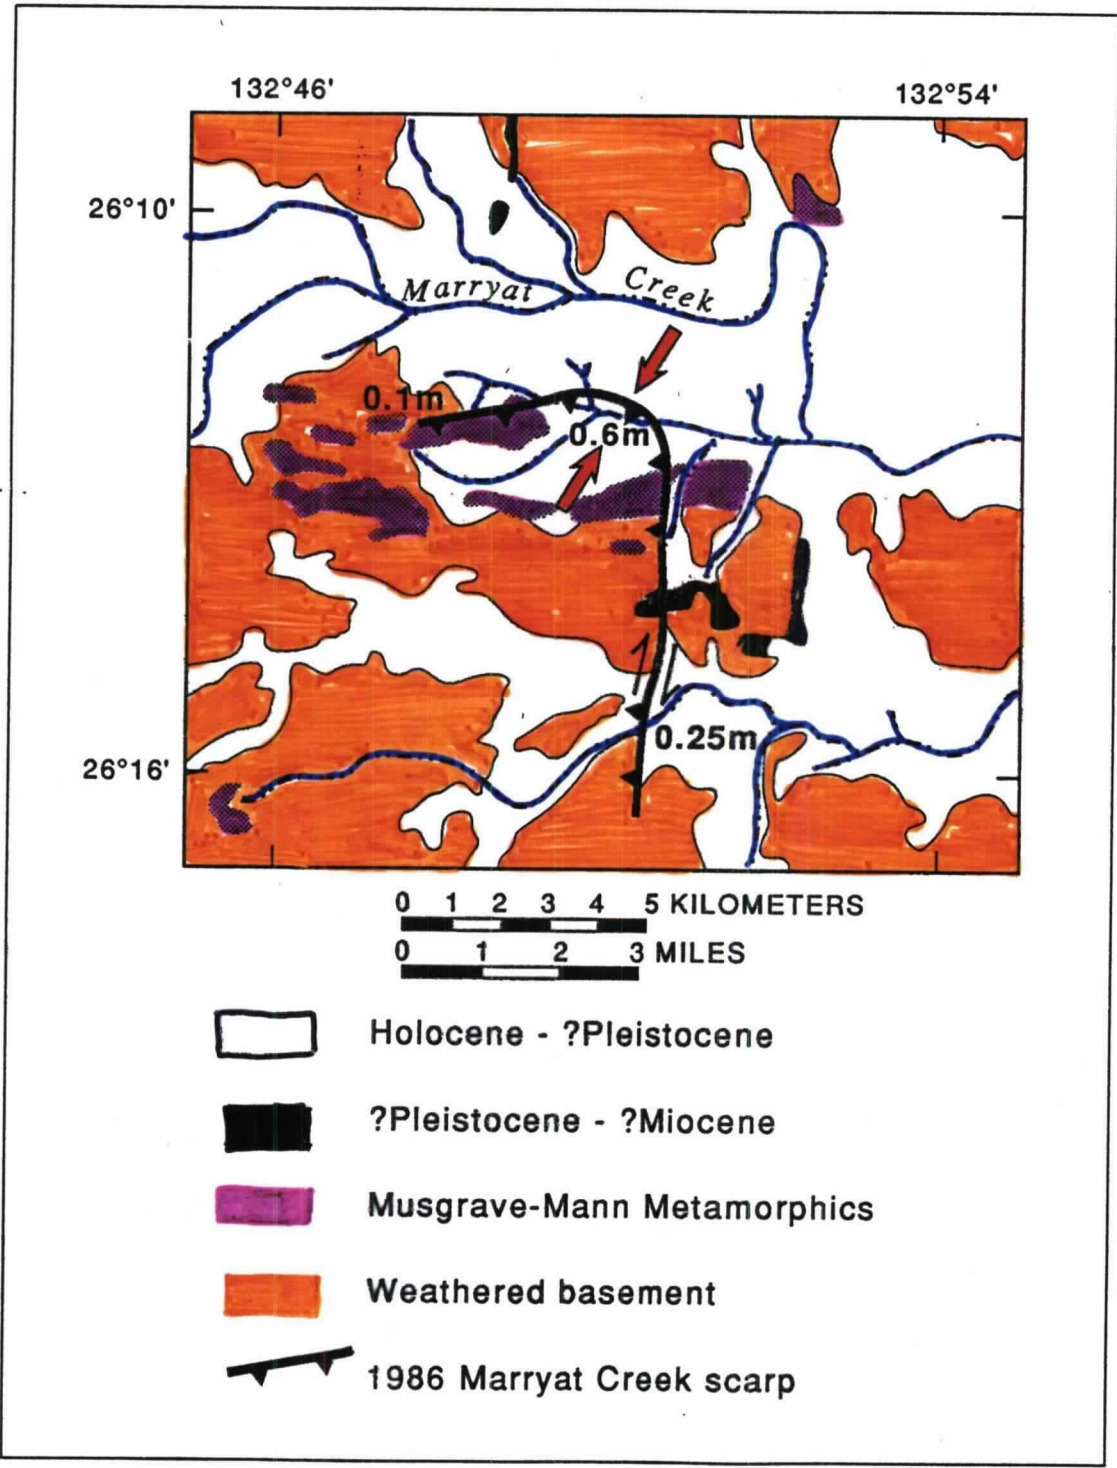 132°46'
132°54'
26°10'
Marryat Creek
0.1m
0.6m
0.25m
26°16'
0 1 2 3 4 5 KILOMETERS
0 1 2 3 MILES
Holocene - ?Pleistocene
?Pleistocene - ?Miocene
Musgrave-Mann Metamorphics
Weathered basement
1986 Marryat Creek scarp